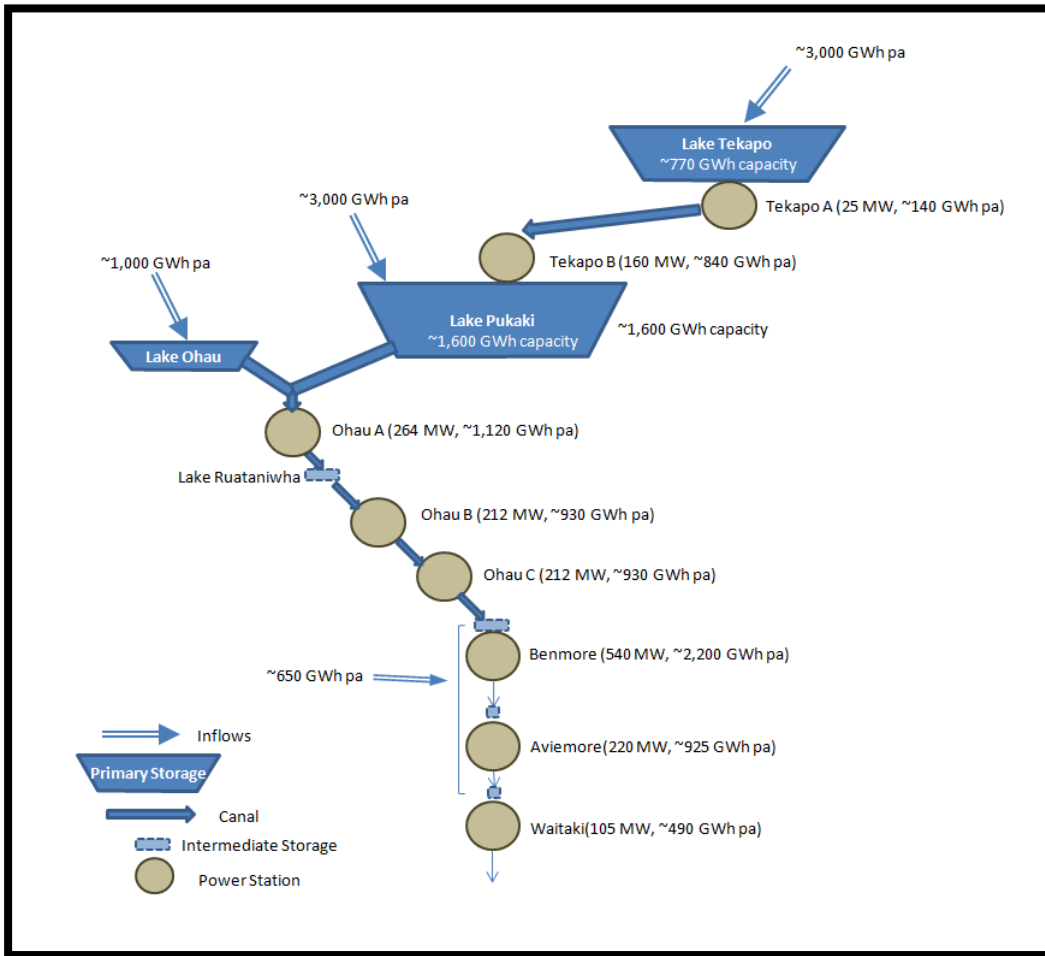 ~3,000 GWh pa
Lake Tekapo
~770 GWh capacity
Tekapo A (25 MW, ~140 GWh pa)
~3,000 GWh pa
Tekapo B (160 MW, ~840 GWh pa)
~1,000 GWh pa
Lake Pukaki
~1,600 GWh capacity
~1,600 GWh capacity
Lake Ohau
Ohau A (264 MW, ~1,120 GWh pa)
Lake Ruataniwha
Ohau B (212 MW, ~930 GWh pa)
Ohau C (212 MW, ~930 GWh pa)
Benmore (540 MW, ~2,200 GWh pa)
~650 GWh pa
Aviemore(220 MW, ~925 GWh pa)
Waitaki(105 MW, ~490 GWh pa)
Inflows
Primary Storage
Canal
Intermediate Storage
Power Station